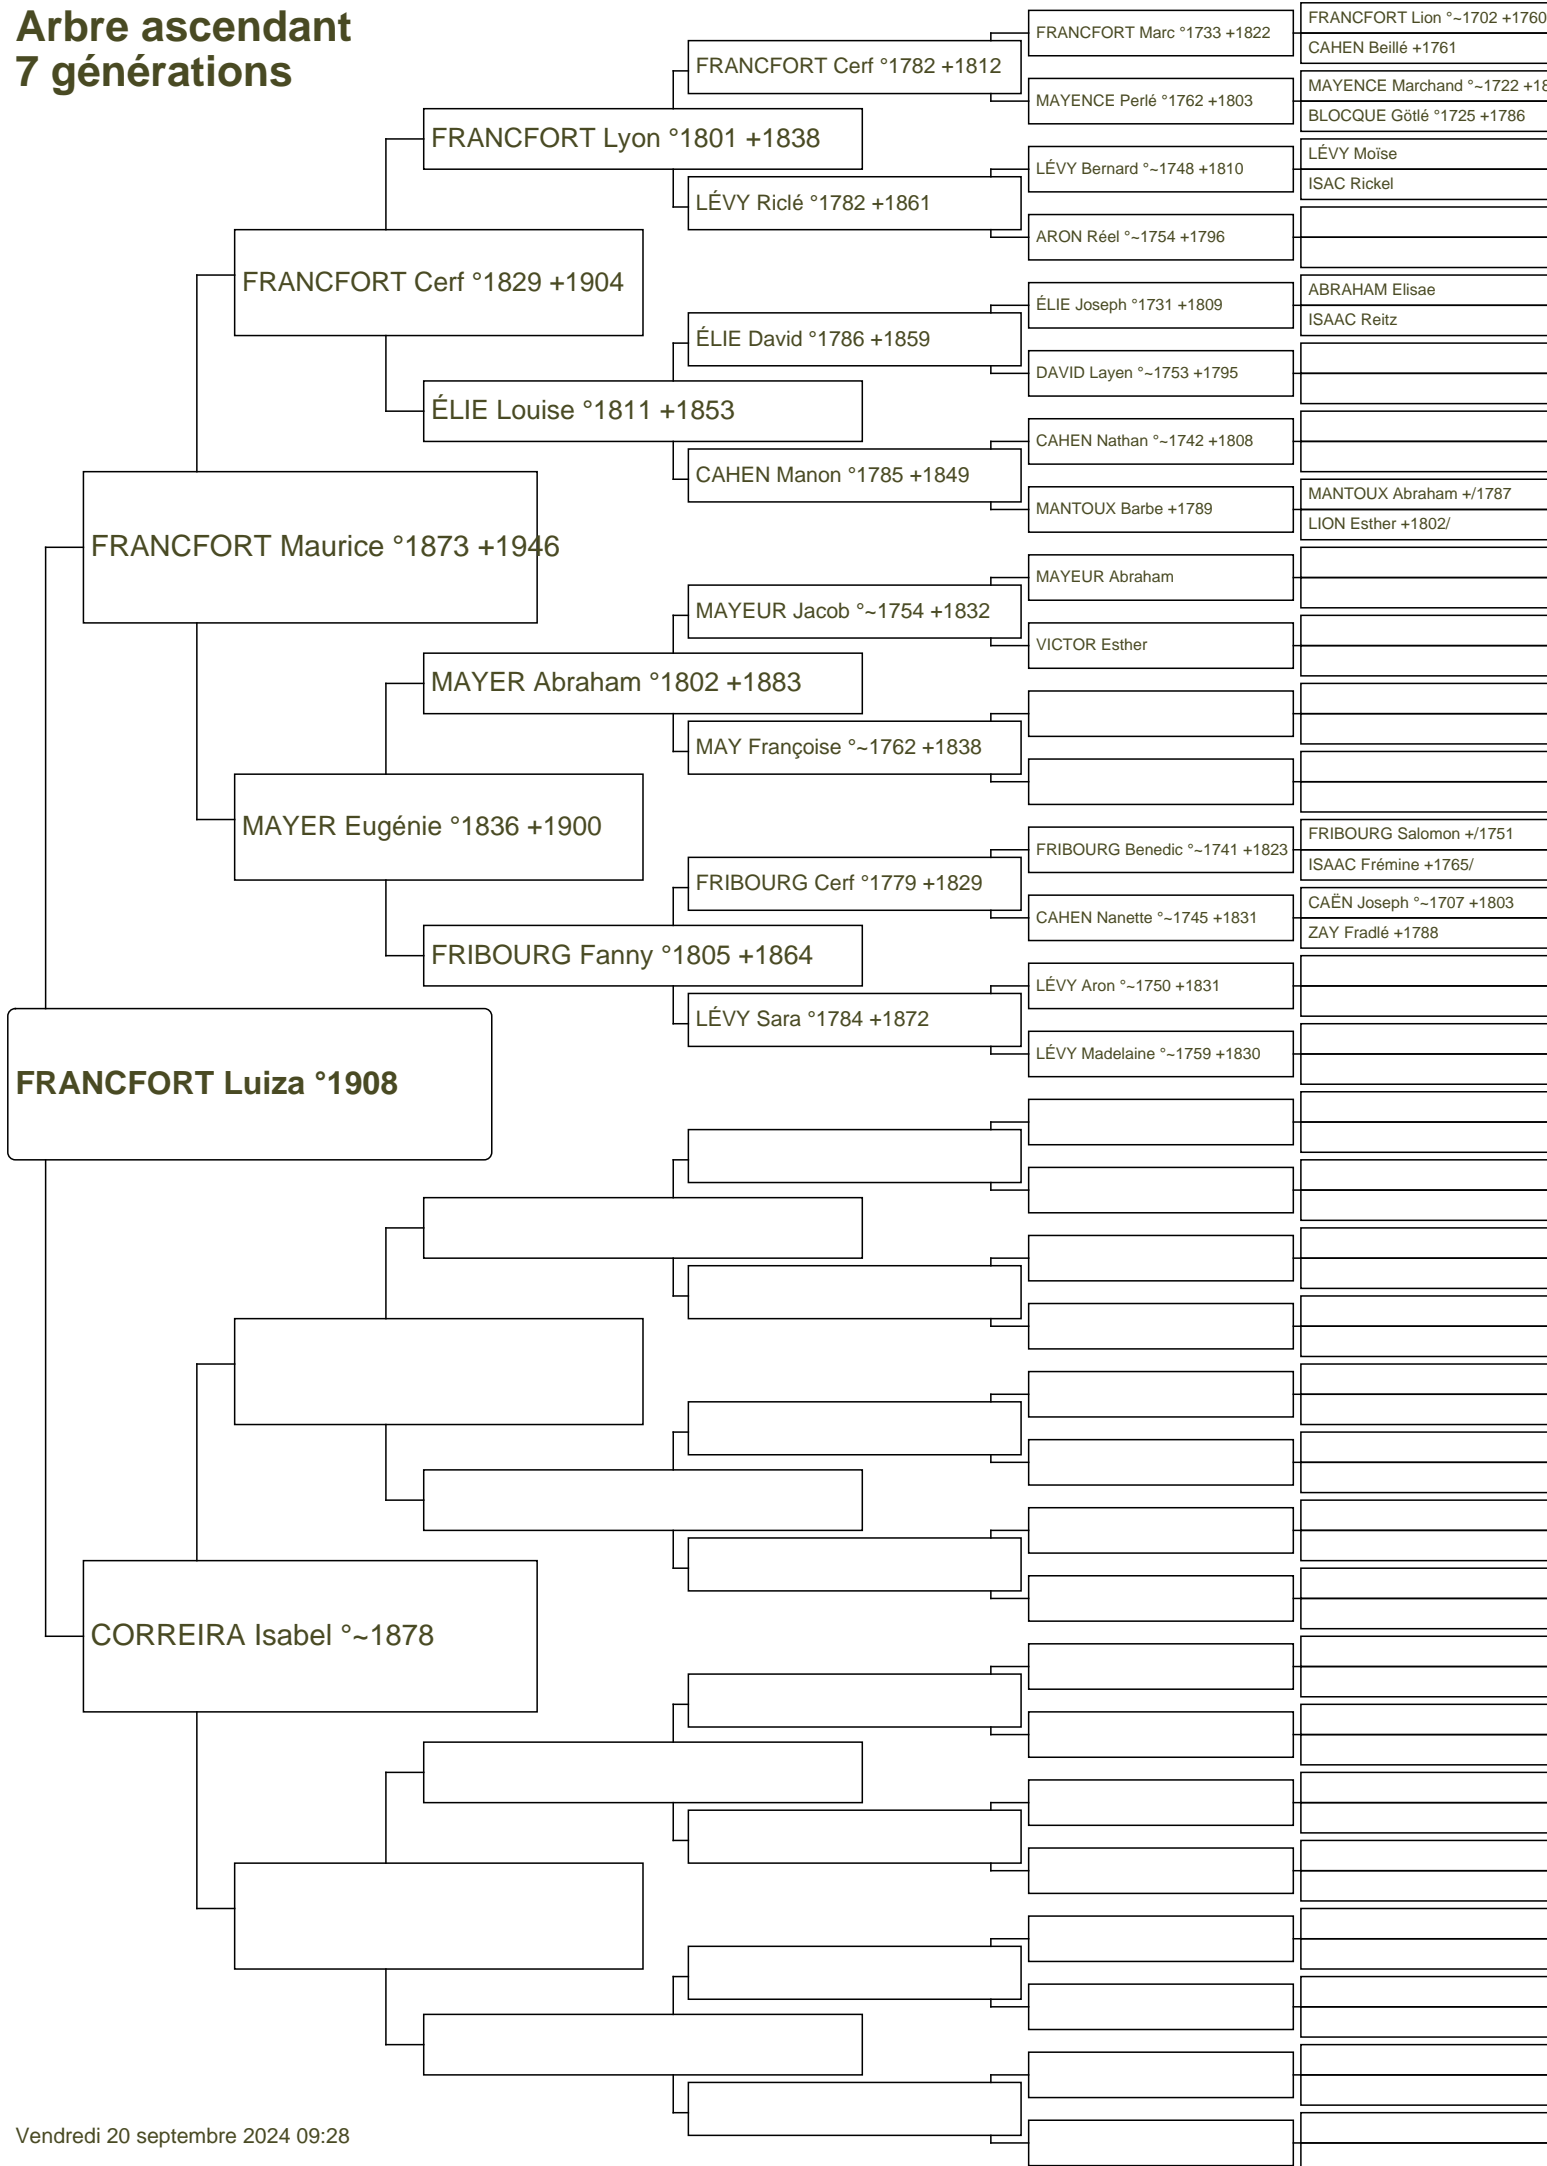 Arbre ascendant
7 générations
FRANCFORT Luiza °1908
FRANCFORT Maurice °1873 +1946
CORREIRA Isabel °~1878
FRANCFORT Cerf °1829 +1904
MAYER Eugénie °1836 +1900
FRANCFORT Lyon °1801 +1838
ÉLIE Louise °1811 +1853
MAYER Abraham °1802 +1883
FRIBOURG Fanny °1805 +1864
FRANCFORT Cerf °1782 +1812
LÉVY Riclé °1782 +1861
ÉLIE David °1786 +1859
CAHEN Manon °1785 +1849
MAYEUR Jacob °~1754 +1832
MAY Françoise °~1762 +1838
FRIBOURG Cerf °1779 +1829
LÉVY Sara °1784 +1872
FRANCFORT Marc °1733 +1822
MAYENCE Perlé °1762 +1803
LÉVY Bernard °~1748 +1810
ARON Réel °~1754 +1796
ÉLIE Joseph °1731 +1809
DAVID Layen °~1753 +1795
CAHEN Nathan °~1742 +1808
MANTOUX Barbe +1789
MAYEUR Abraham
VICTOR Esther
FRIBOURG Benedic °~1741 +1823
CAHEN Nanette °~1745 +1831
LÉVY Aron °~1750 +1831
LÉVY Madelaine °~1759 +1830
FRANCFORT Lion °~1702 +1760
CAHEN Beillé +1761
MAYENCE Marchand °~1722 +18
BLOCQUE Götlé °1725 +1786
LÉVY Moïse
ISAC Rickel
ABRAHAM Elisae
ISAAC Reitz
MANTOUX Abraham +/1787
LION Esther +1802/
FRIBOURG Salomon +/1751
ISAAC Frémine +1765/
CAËN Joseph °~1707 +1803
ZAY Fradlé +1788
Vendredi 20 septembre 2024 09:28